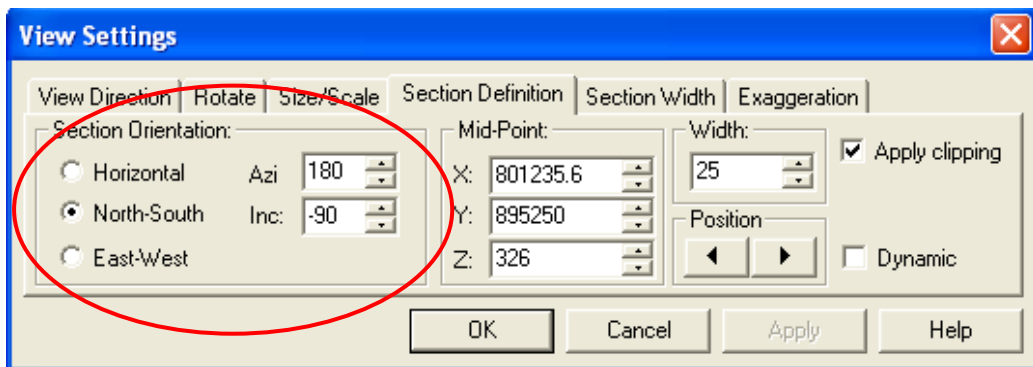 View Settings
View Direction Rotate Size/Scale Section Definition Section Width Exaggeration
Section Orientation:
Horizontal Azi 180
North-South Inc: -90
East-West
Mid-Point:
X: 801235.6
Y: 895250
Z: 326
Width:
25
Position
Apply clipping
Dynamic
OK Cancel Apply Help